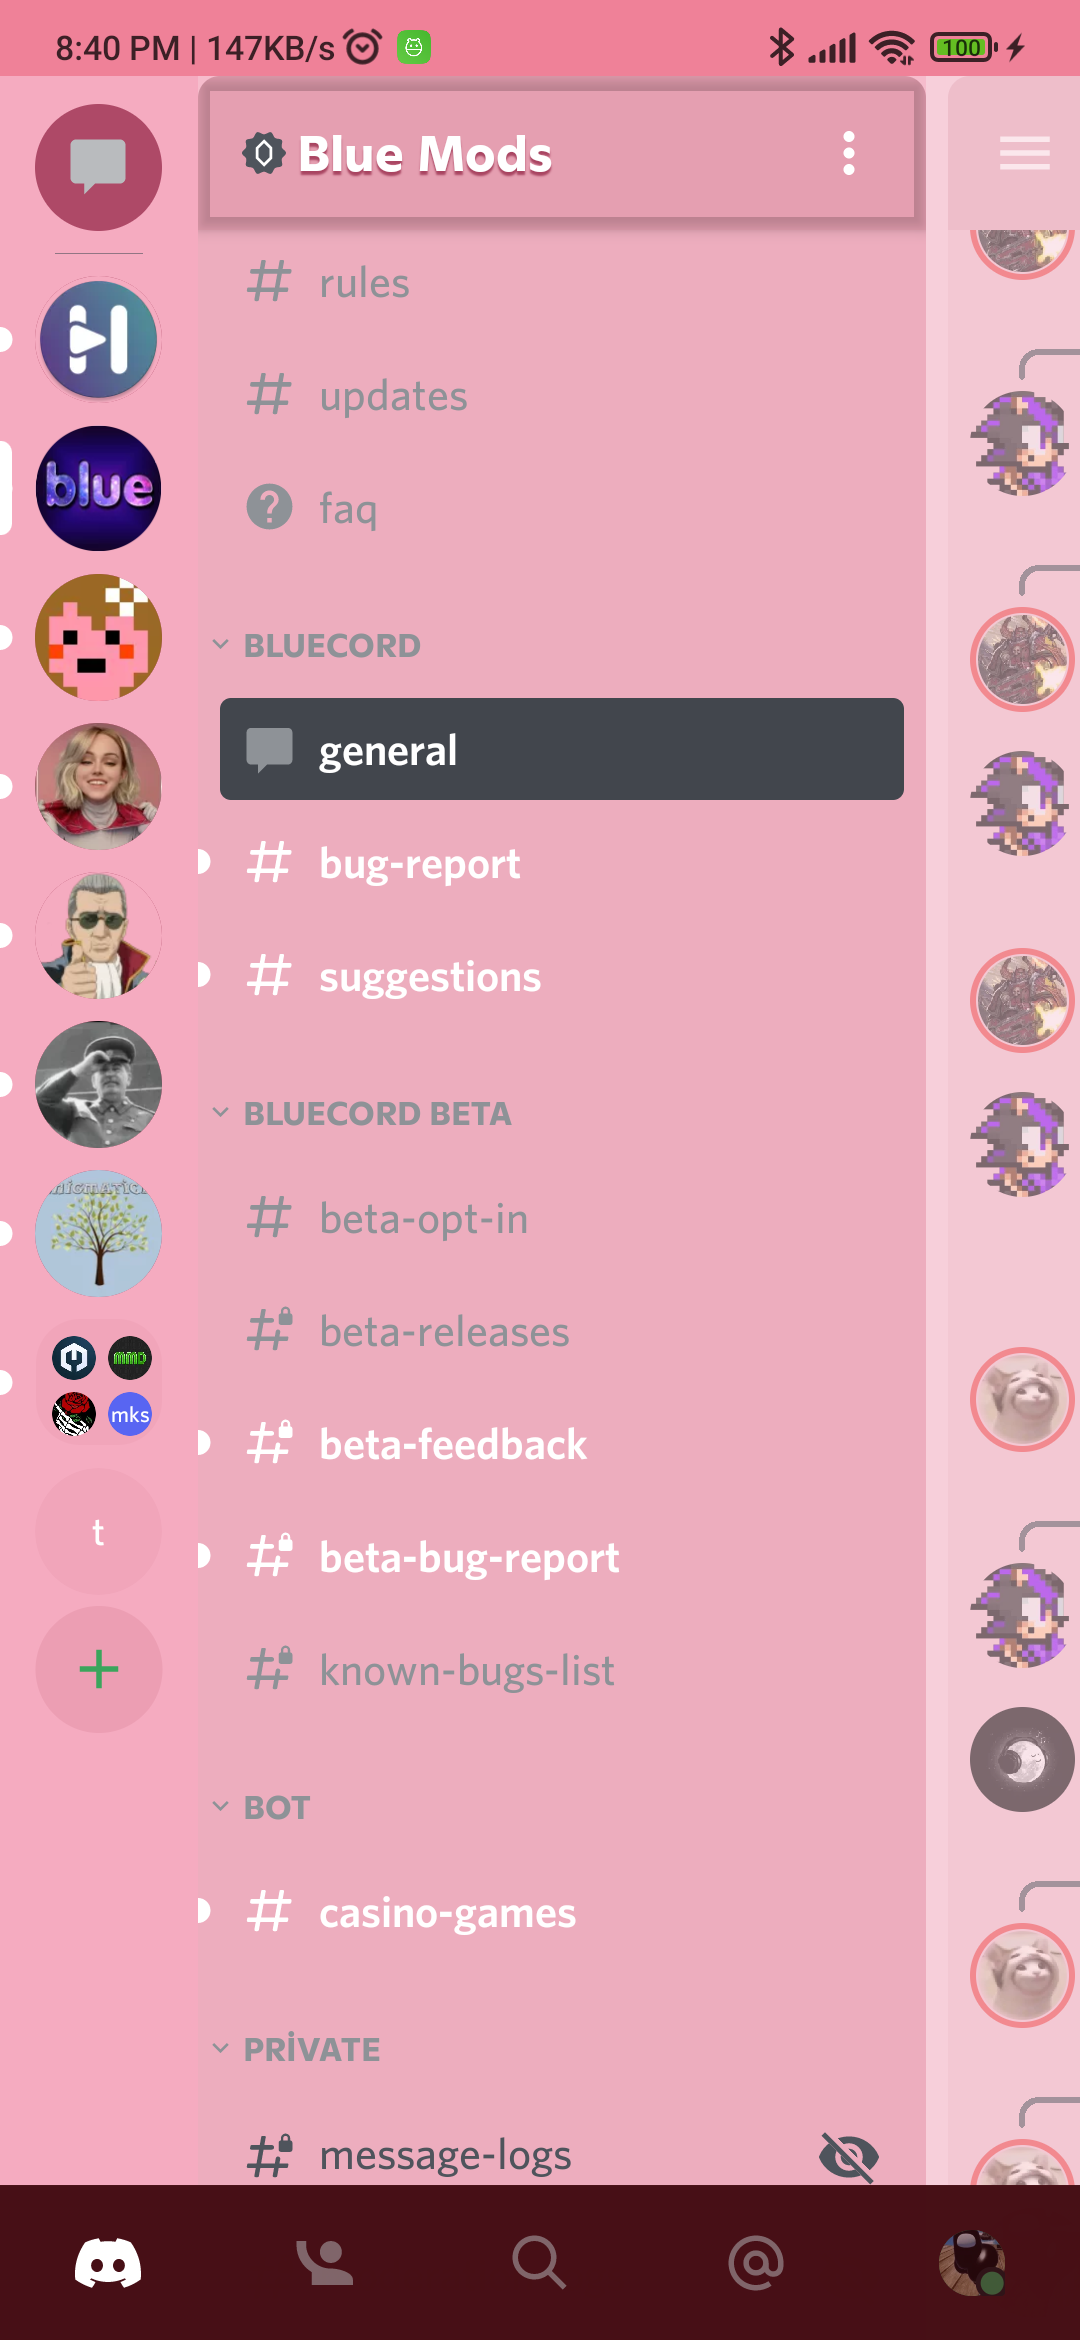 8:40 PM | 147KB/s
100
Blue Mods
rules
updates
blue
faq
BLUECORD
general
bug-report
suggestions
BLUECORD BETA
beta-opt-in
beta-releases
beta-feedback
mks
t
beta-bug-report
known-bugs-list
BOT
casino-games
PRİVATE
message-logs